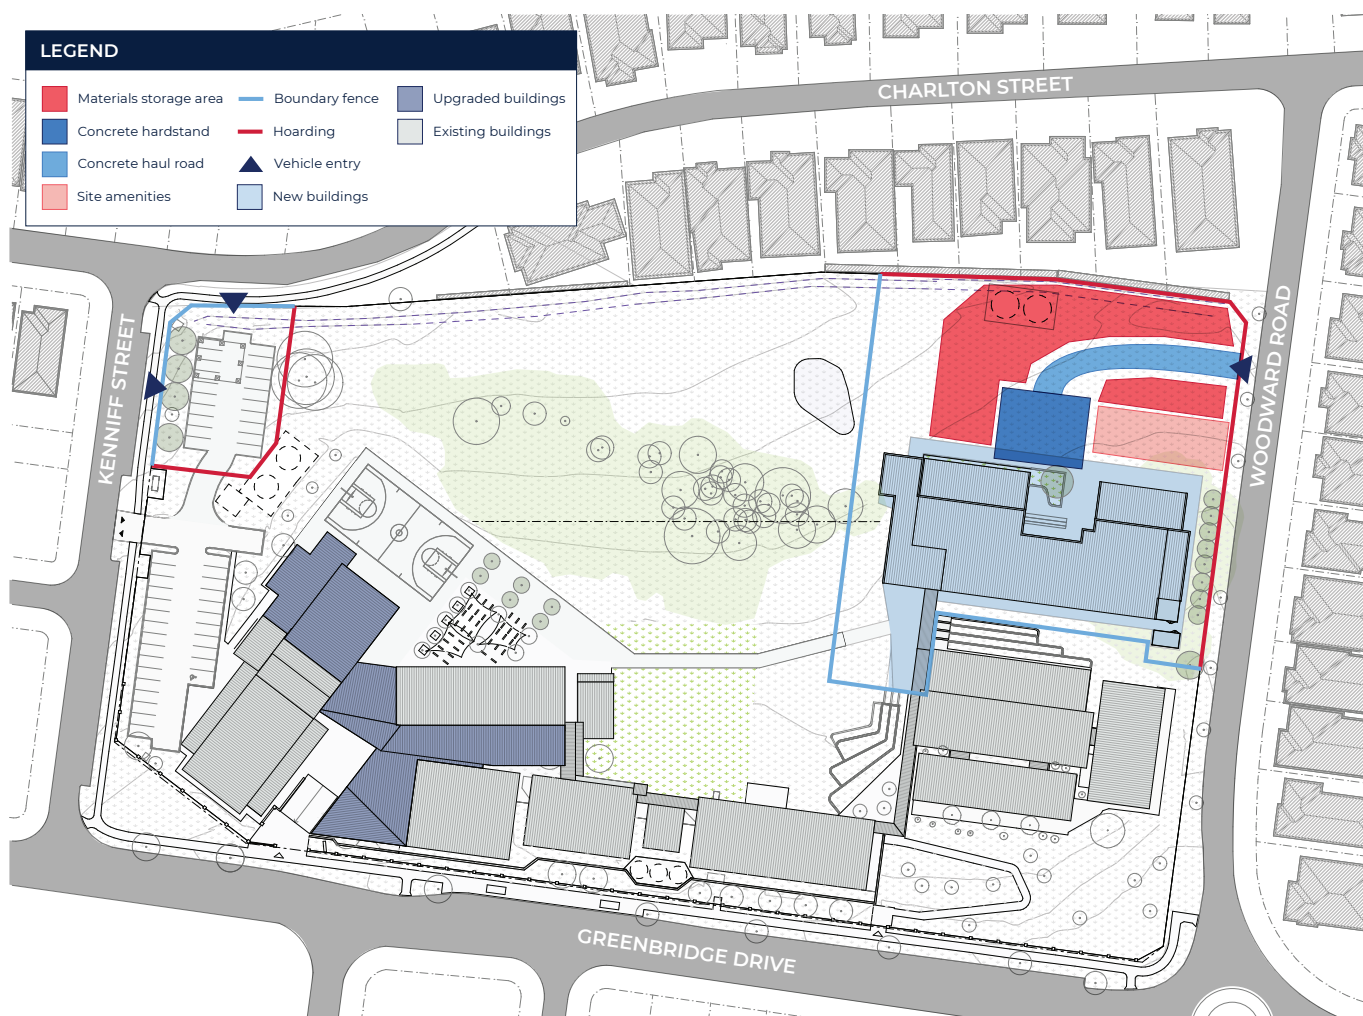 LEGEND
Materials storage area
Concrete hardstand
Concrete haul road
Site amenities
Boundary fence
Hoarding
Vehicle entry
New buildings
Upgraded buildings
Existing buildings
CHARLTON STREET
KENNIFF STREET
WOODWARD ROAD
GREENBRIDGE DRIVE